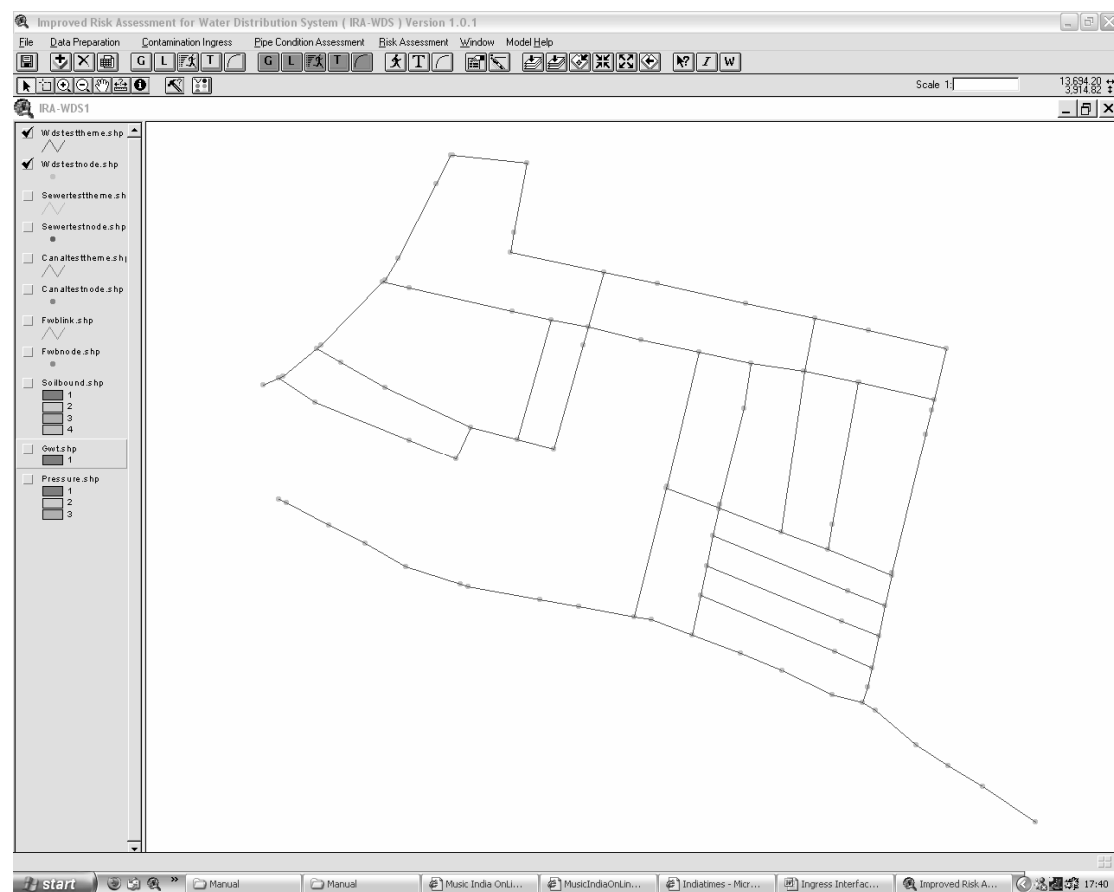 Improved Risk Assessment for Water Distribution System ( IRA-WDS ) Version 1.0.1
File Data Preparation Contamination Ingress Pipe Condition Assessment Risk Assessment Window Model Help
G L T G L T T ? I W
Scale 1: 13,694.20
3,914.82
IRA-WDS1
Wdstesttheme.shp
Wdstestnode.shp
Sewertesttheme.sh
Sewertestnode.shp
Canaltesttheme.shp
Canaltestnode.shp
Fwblink.shp
Fwbnode.shp
Soilbound.shp
1
2
3
4
Gwt.shp
1
Pressure.shp
1
2
3
start » Manual Manual Music India OnLi... MusicIndiaOnLin... Indiatimes - Micr... Ingress Interfac... Improved Risk A... 17:40